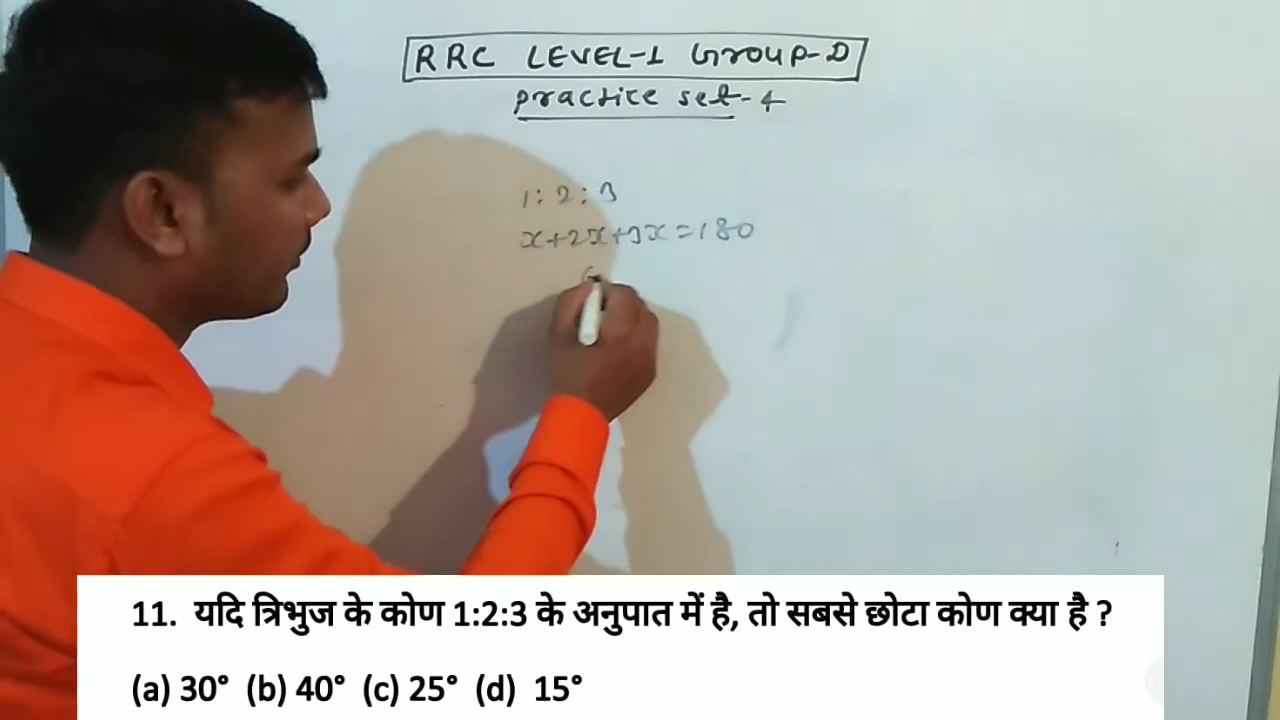 RRC LEVEL-1 GROUP-D
practice set-4
1:2:3
x+2x+3x=180
6
11. यदि त्रिभुज के कोण 1:2:3 के अनुपात में है, तो सबसे छोटा कोण क्या है ?
(a) 30° (b) 40° (c) 25° (d) 15°